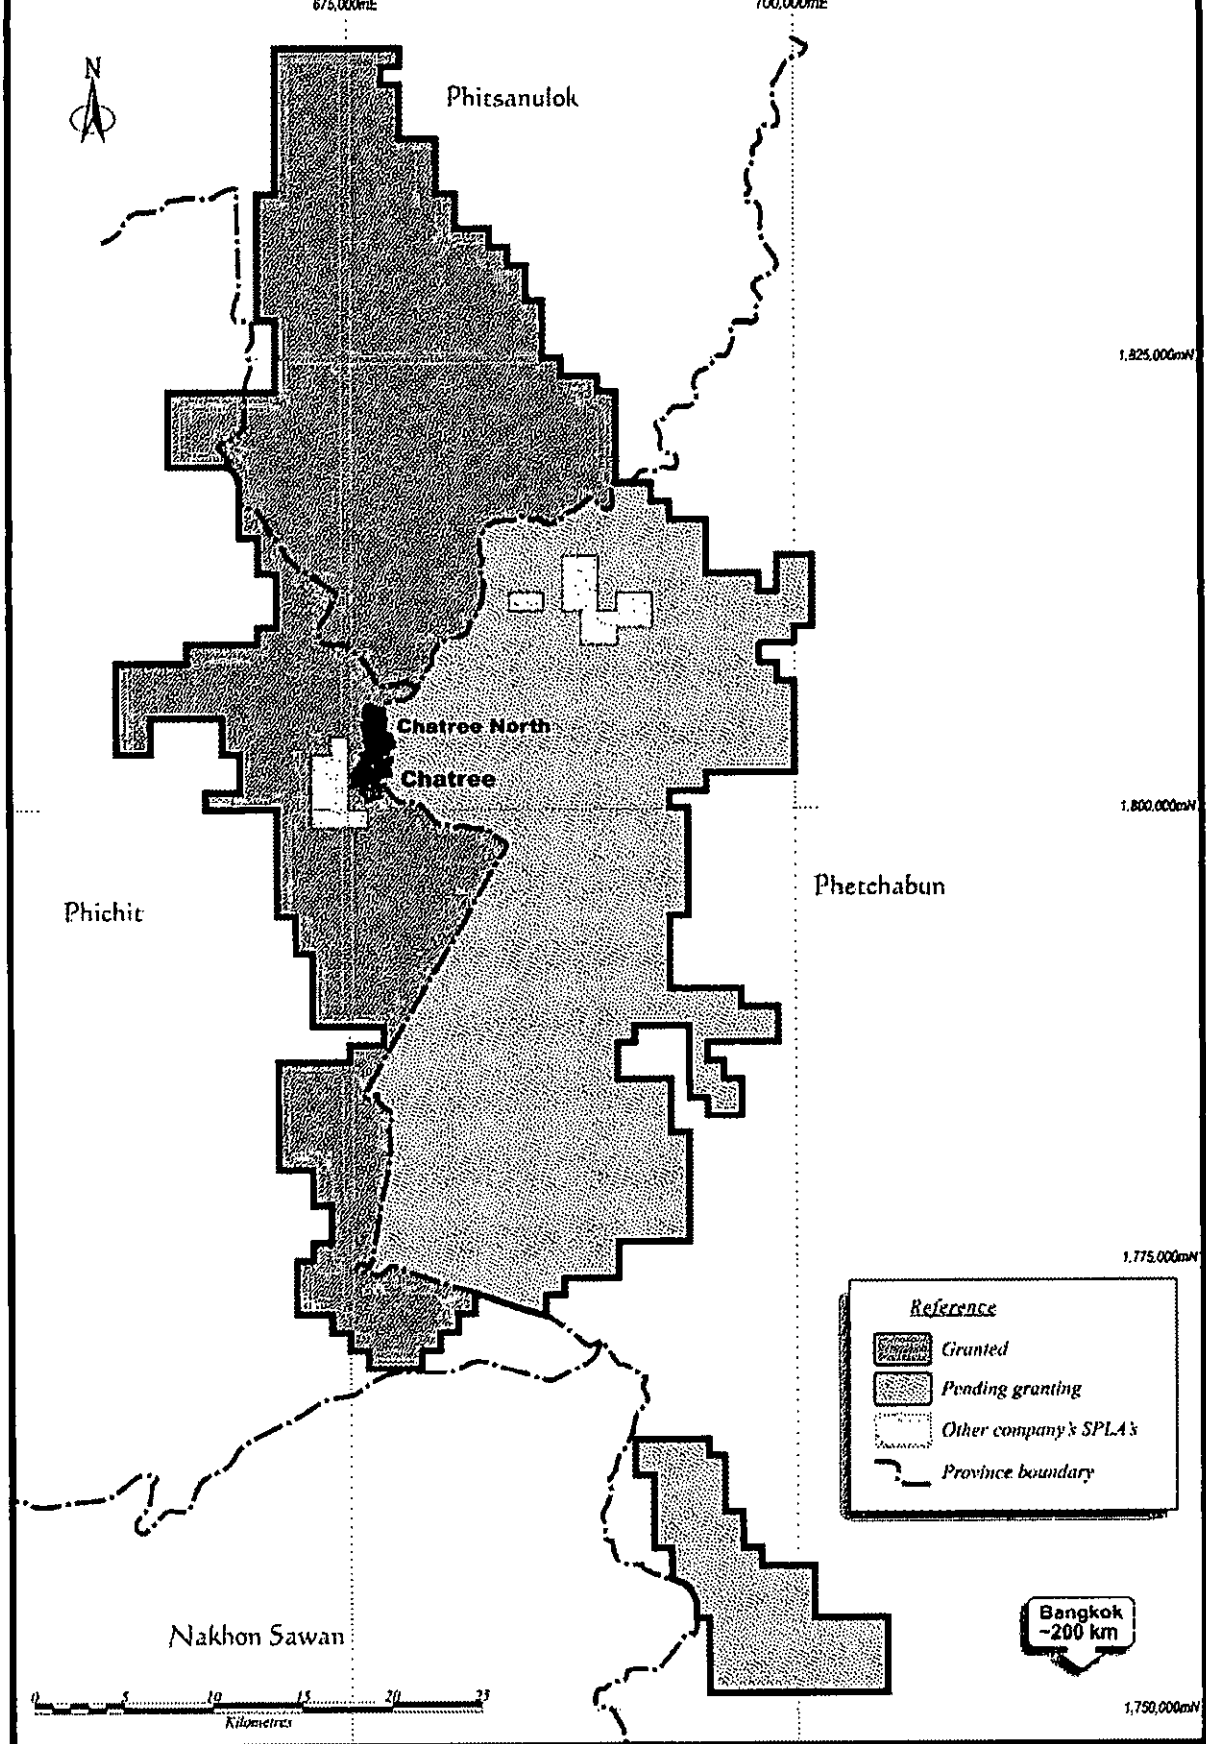 675,000mE
700,000mE
N
Phitsanulok
1,825,000mN
Chatree North
Chatree
1,800,000mN
Phetchabun
Phichit
1,775,000mN
Reference
Granted
Pending granting
Other company's SPLA's
Province boundary
Bangkok
~200 km
Nakhon Sawan
0 5 10 15 20 25
Kilometres
1,750,000mN